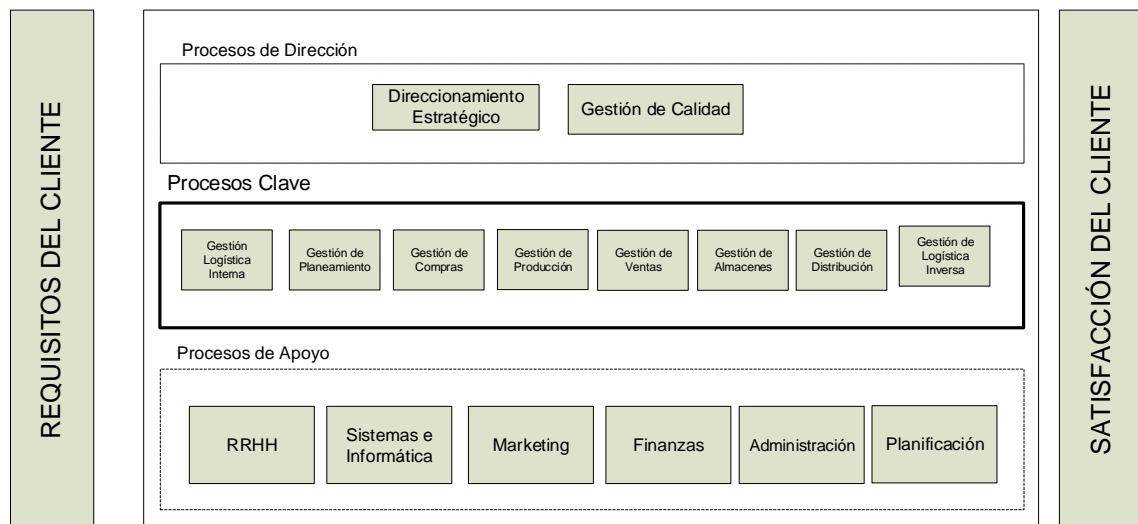 REQUISITOS DEL CLIENTE
Procesos de Dirección
Direccionamiento
Estratégico
Gestión de Calidad
Procesos Clave
Gestión
Logística
Interna
Gestión de
Planeamiento
Gestión de
Compras
Gestión de
Producción
Gestión de
Ventas
Gestión de
Almacenes
Gestión de
Distribución
Gestión de
Logística
Inversa
Procesos de Apoyo
RRHH
Sistemas e
Informática
Marketing
Finanzas
Administración
Planificación
SATISFACCIÓN DEL CLIENTE